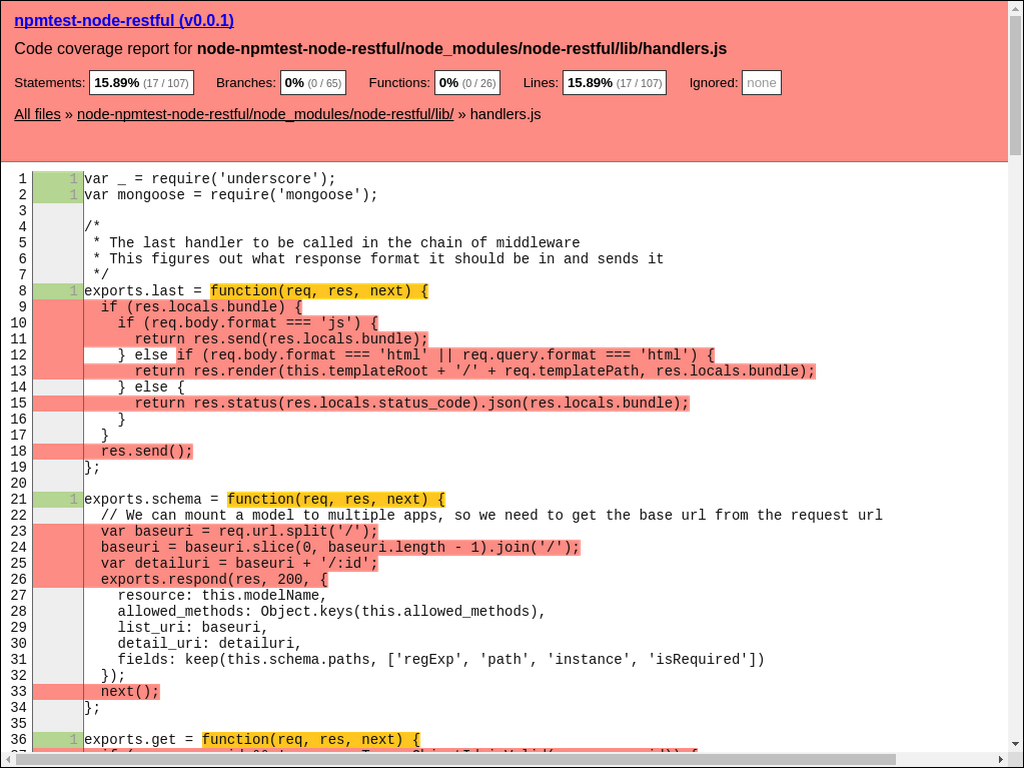 npmtest-node-restful (v0.0.1)
Code coverage report for node-npmtest-node-restful/node_modules/node-restful/lib/handlers.js
Statements: 15.89% (17 / 107) Branches: 0% (0 / 65) Functions: 0% (0 / 26) Lines: 15.89% (17 / 107) Ignored: none
All files » node-npmtest-node-restful/node_modules/node-restful/lib/ » handlers.js
1 1 var _ = require('underscore');
2 1 var mongoose = require('mongoose');
3
4 /*
5  * The last handler to be called in the chain of middleware
6  * This figures out what response format it should be in and sends it
7  */
8 1 exports.last = function(req, res, next) {
9   if (res.locals.bundle) {
10     if (req.body.format === 'js') {
11       return res.send(res.locals.bundle);
12     } else if (req.body.format === 'html' || req.query.format === 'html') {
13       return res.render(this.templateRoot + '/' + req.templatePath, res.locals.bundle);
14     } else {
15       return res.status(res.locals.status_code).json(res.locals.bundle);
16     }
17   }
18   res.send();
19 };
20
21 1 exports.schema = function(req, res, next) {
22   // We can mount a model to multiple apps, so we need to get the base url from the request url
23   var baseuri = req.url.split('/');
24   baseuri = baseuri.slice(0, baseuri.length - 1).join('/');
25   var detailuri = baseuri + '/:id';
26   exports.respond(res, 200, {
27     resource: this.modelName,
28     allowed_methods: Object.keys(this.allowed_methods),
29     list_uri: baseuri,
30     detail_uri: detailuri,
31     fields: keep(this.schema.paths, ['regExp', 'path', 'instance', 'isRequired'])
32   });
33   next();
34 };
35
36 1 exports.get = function(req, res, next) {